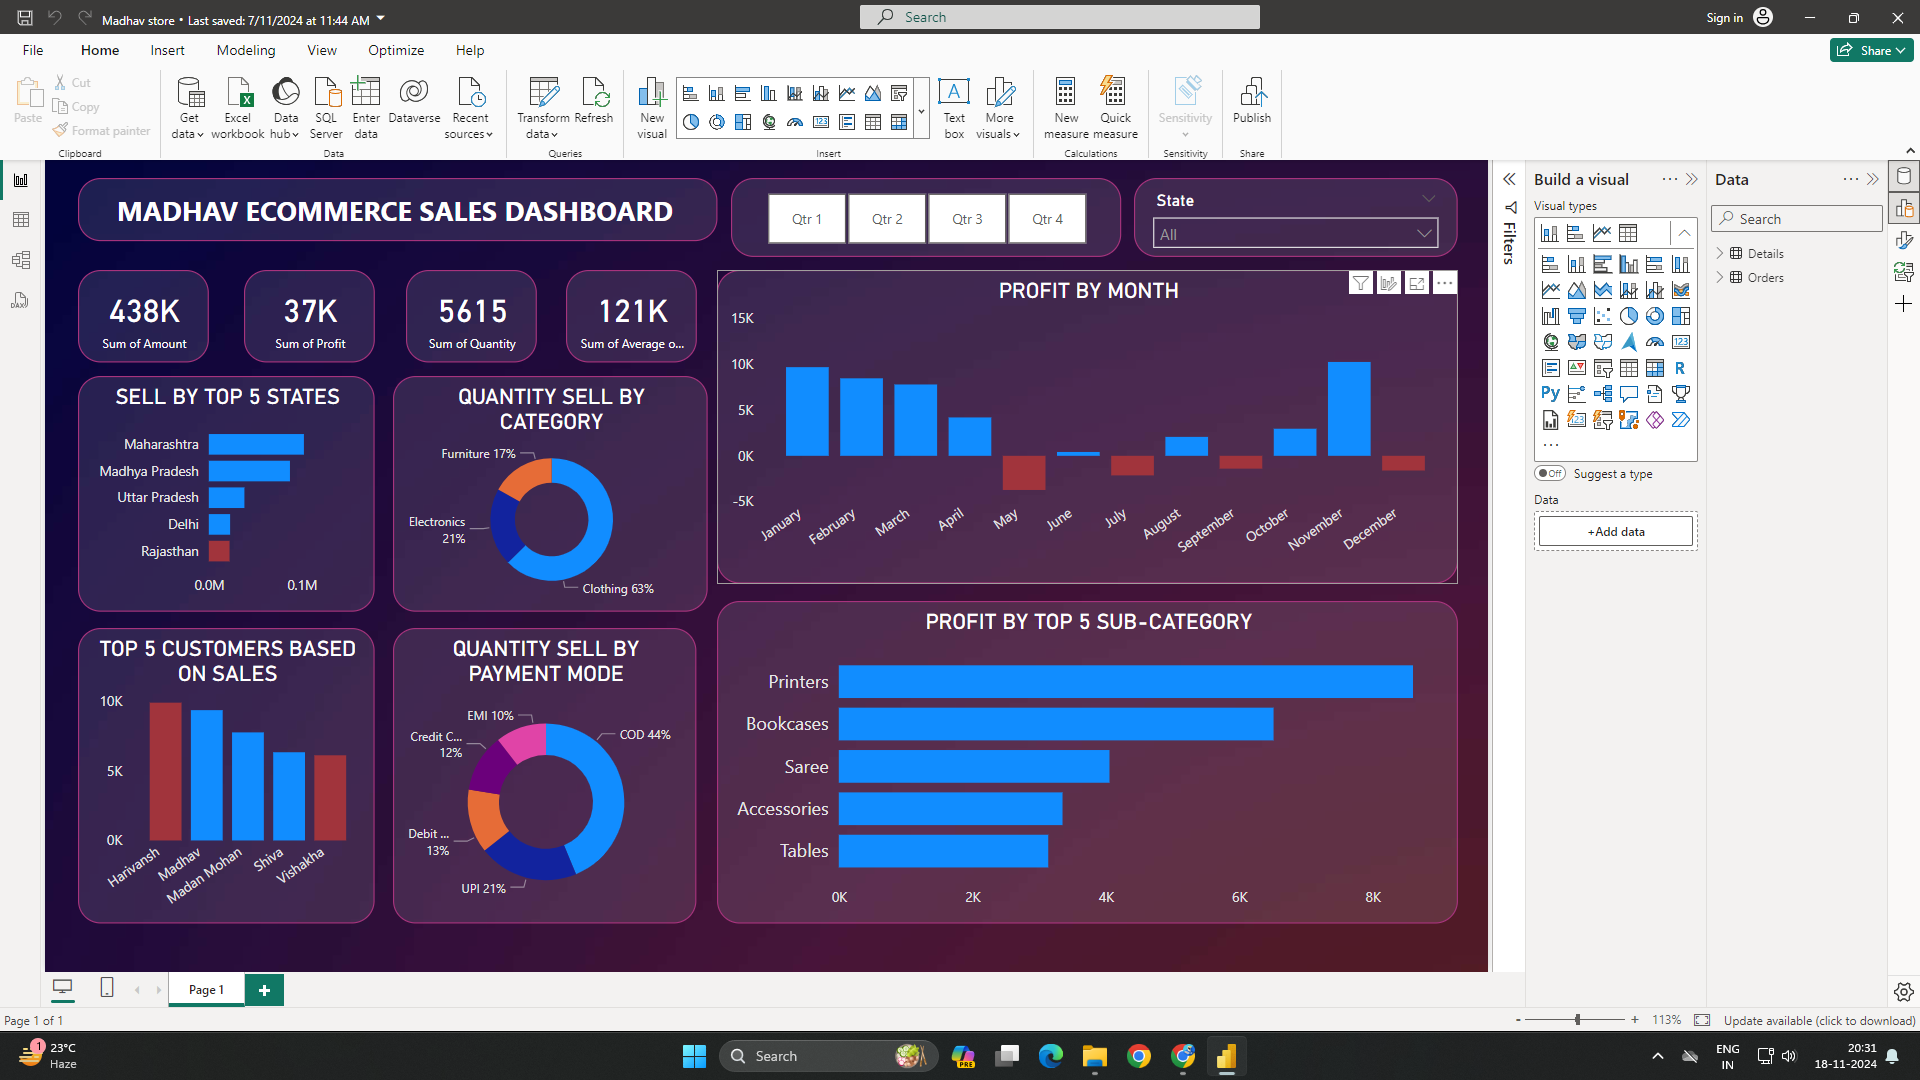 Madhav store • Last saved: 7/11/2024 at 11:44 AM
Search
Sign in
File
Home
Insert
Modeling
View
Optimize
Help
Share
Paste
Cut
Copy
Format painter
Clipboard
Get data
Excel workbook
Data hub
SQL Server
Enter data
Dataverse
Recent sources
Data
Transform data
Refresh
Queries
New visual
Text box
More visuals
Insert
New measure
Quick measure
Calculations
Sensitivity
Sensitivity
Publish
Share
MADHAV ECOMMERCE SALES DASHBOARD
Qtr 1
Qtr 2
Qtr 3
Qtr 4
State
All
438K
Sum of Amount
37K
Sum of Profit
5615
Sum of Quantity
121K
Sum of Average o...
SELL BY TOP 5 STATES
Maharashtra
Madhya Pradesh
Uttar Pradesh
Delhi
Rajasthan
0.0M
0.1M
QUANTITY SELL BY
CATEGORY
Furniture 17%
Electronics
21%
Clothing 63%
PROFIT BY MONTH
15K
10K
5K
0K
-5K
January
February
March
April
May
June
July
August
September
October
November
December
TOP 5 CUSTOMERS BASED
ON SALES
10K
5K
0K
Harivansh
Madhav
Madan Mohan
Shiva
Vishakha
QUANTITY SELL BY
PAYMENT MODE
EMI 10%
Credit C...
12%
COD 44%
Debit ...
13%
UPI 21%
PROFIT BY TOP 5 SUB-CATEGORY
Printers
Bookcases
Saree
Accessories
Tables
0K
2K
4K
6K
8K
Filters
Build a visual
Visual types
R
Py
123
Off
Suggest a type
Data
+Add data
Data
Search
Details
Orders
DAX
Page 1
Page 1 of 1
113%
Update available (click to download)
1
23°C
Haze
Search
PRE
ENG
IN
20:31
18-11-2024